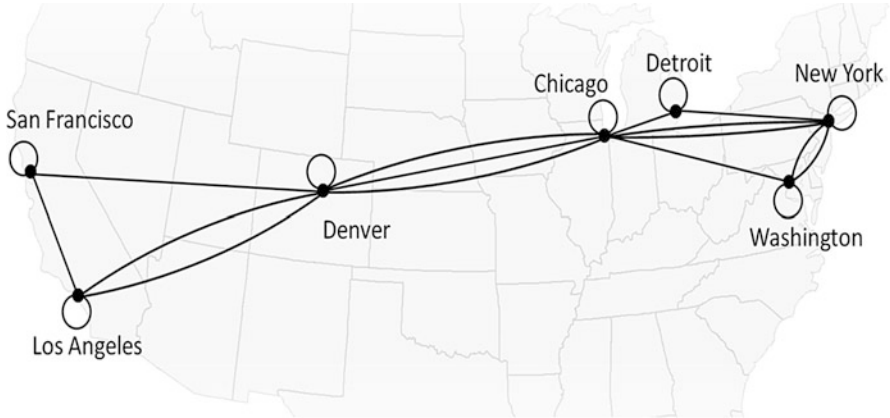 Detroit
New York
Chicago
San Francisco
Denver
Washington
Los Angeles